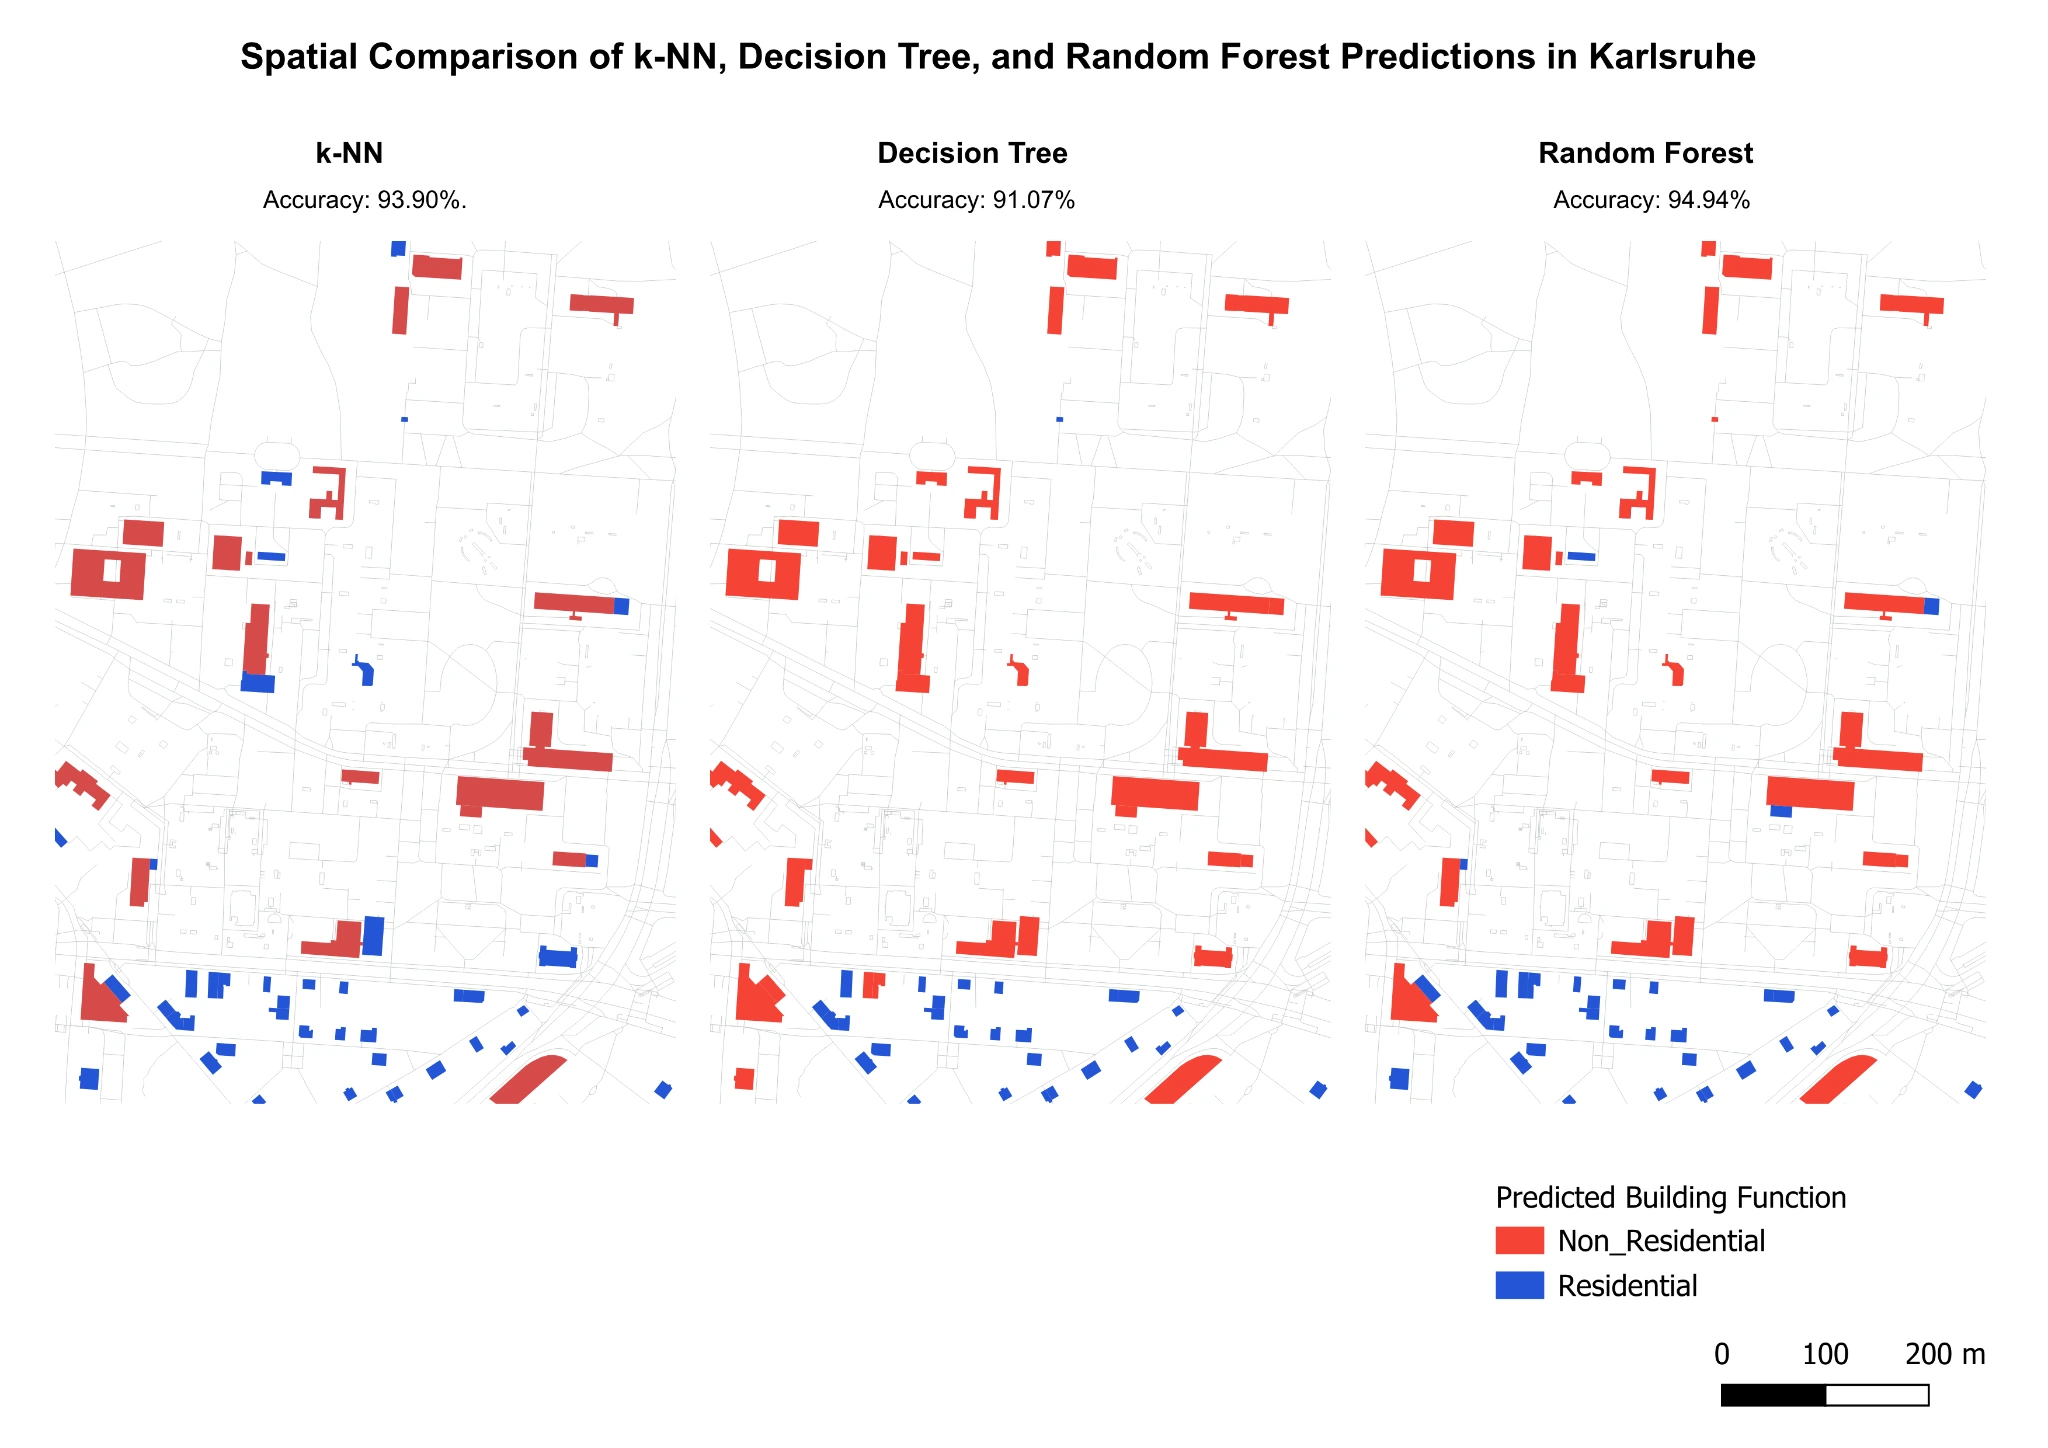 Spatial Comparison of k-NN, Decision Tree, and Random Forest Predictions in Karlsruhe
k-NN
Accuracy: 93.90%.
Decision Tree
Accuracy: 91.07%
Random Forest
Accuracy: 94.94%
Predicted Building Function
Non_Residential
Residential
0 100 200 m